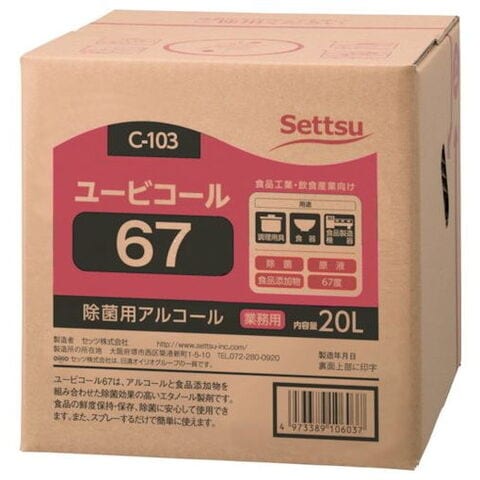 Settsu
C-103
ユービコール
67
食品工業・飲食産業向け
用途
調理用具
食器
食品製造機器
除菌
原液
食品添加物
67度
除菌用アルコール
業務用
内容量20L
製造者 セッツ株式会社 http://www.settsu-inc.com/
製造所の所在地 大阪府堺市西区築港新町1-5-10 TEL072-280-0920
セッツ株式会社は、日清オイリオグループの一員です。
製造年月日
裏面上部に印字
ユービコール67は、アルコールと食品添加物を
組み合わせた除菌効果の高いエタノール製剤です。
食品の鮮度保持・保存、除菌に安心して使用でき
ます。また、スプレーするだけで簡単に使えます。
4973389106037